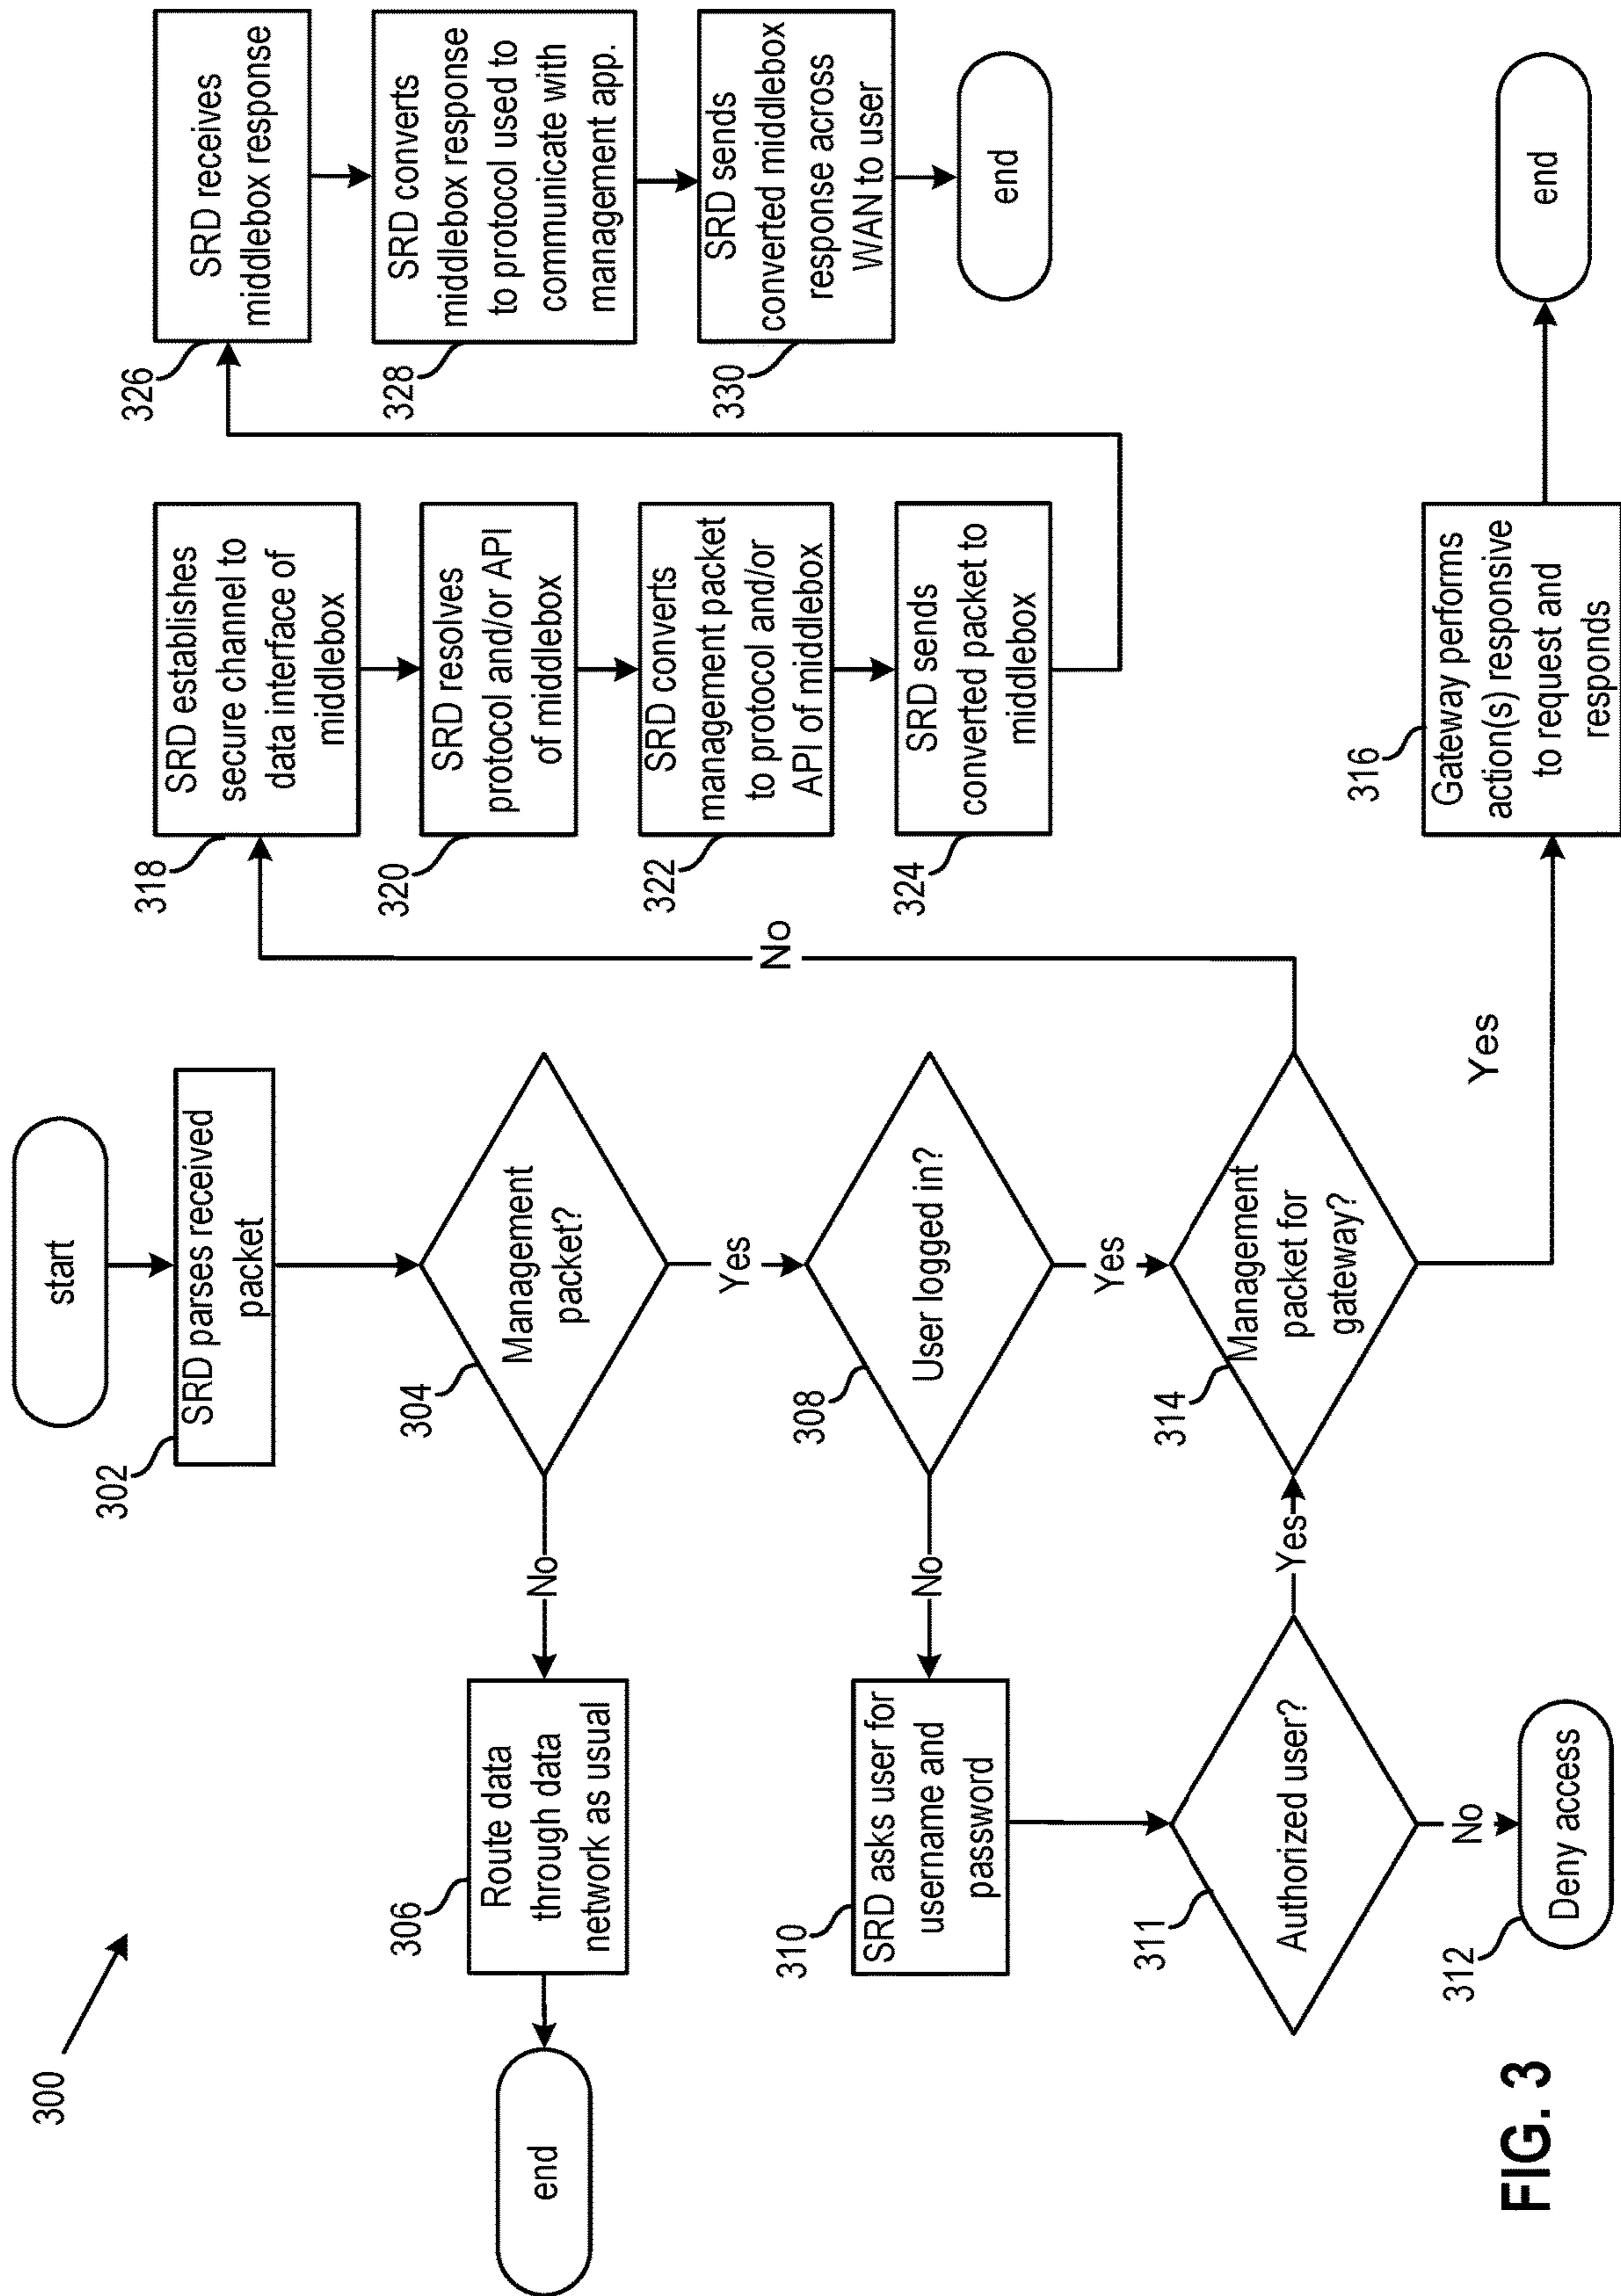 300
start
302
SRD parses received
packet
304
Management
packet?
No
306
Route data
through data
network as usual
end
Yes
308
User logged in?
No
310
SRD asks user for
username and
password
311
Authorized user?
No
312
Deny access
Yes
Yes
314
Management
packet for
gateway?
Yes
316
Gateway performs
action(s) responsive
to request and
responds
end
No
318
SRD establishes
secure channel to
data interface of
middlebox
320
SRD resolves
protocol and/or API
of middlebox
322
SRD converts
management packet
to protocol and/or
API of middlebox
324
SRD sends
converted packet to
middlebox
326
SRD receives
middlebox response
328
SRD converts
middlebox response
to protocol used to
communicate with
management app.
330
SRD sends
converted middlebox
response across
WAN to user
end
FIG. 3